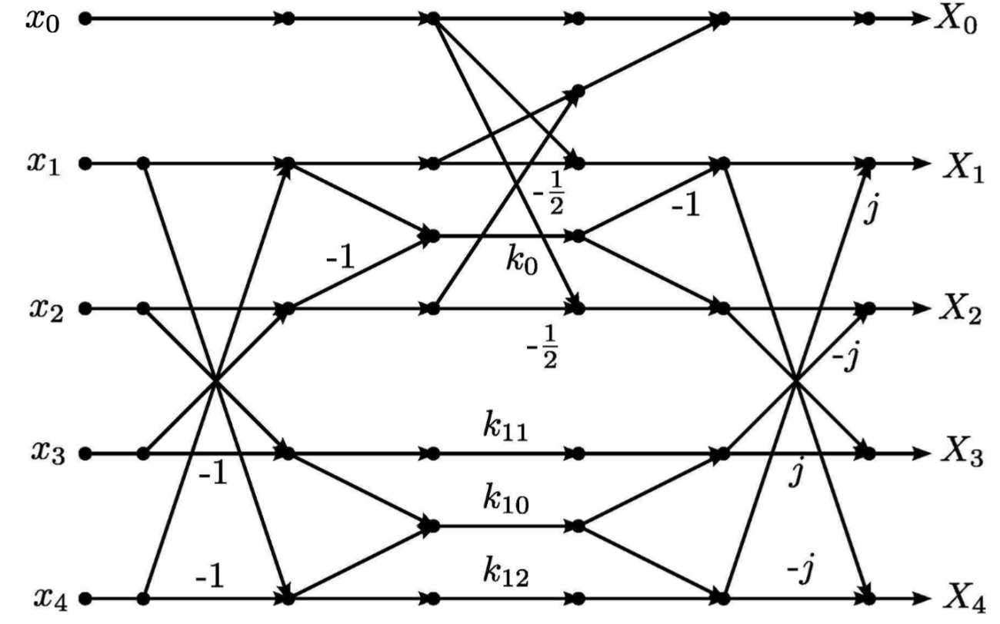 x₀ X₀
x₁ X₁
-1/2 -1 j
-1 k₀
x₂ X₂
-1/2 -j
k₁₁
x₃ X₃
-1 j
k₁₀
-1 k₁₂ -j
x₄ X₄